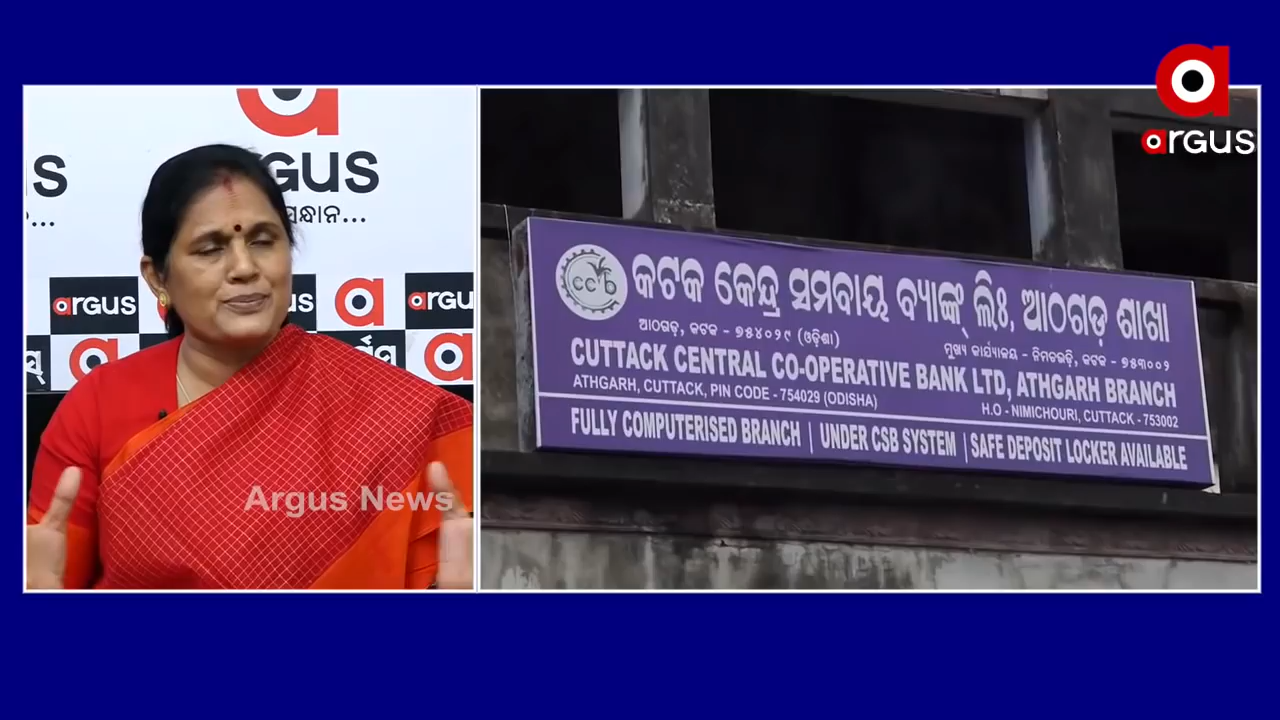 argus
argus
ସନ୍ଧାନ...
argus
argus
Argus News
ccb
କଟକ କେନ୍ଦ୍ର ସମବାୟ ବ୍ୟାଙ୍କ୍ ଲିଃ, ଆଠଗଡ଼ ଶାଖା
ଆଠଗଡ଼, କଟକ - ୭୫୪୦୨୯ (ଓଡ଼ିଶା)
ମୁଖ୍ୟ କାର୍ଯ୍ୟାଳୟ - ନିମଚଉଡ଼ି, କଟକ - ୭୫୩୦୦୨
CUTTACK CENTRAL CO-OPERATIVE BANK LTD, ATHGARH BRANCH
ATHGARH, CUTTACK, PIN CODE - 754029 (ODISHA)
H.O - NIMICHOURI, CUTTACK - 753002
FULLY COMPUTERISED BRANCH | UNDER CSB SYSTEM | SAFE DEPOSIT LOCKER AVAILABLE